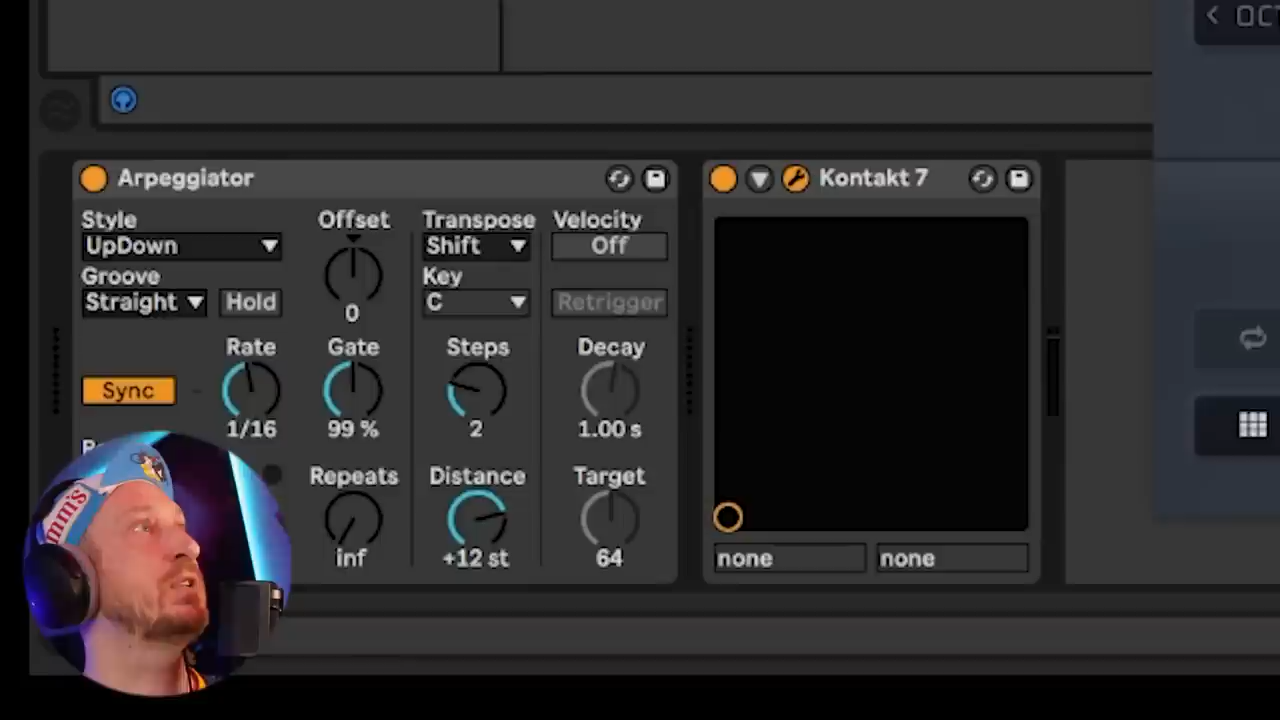 < OCT
Arpeggiator
Kontakt 7
Style
Offset
Transpose
Velocity
UpDown
Shift
Off
Groove
Key
Straight
Hold
C
Retrigger
0
Rate
Gate
Steps
Decay
Sync
1/16
99 %
2
1.00 s
Repeats
Distance
Target
inf
+12 st
64
none
none